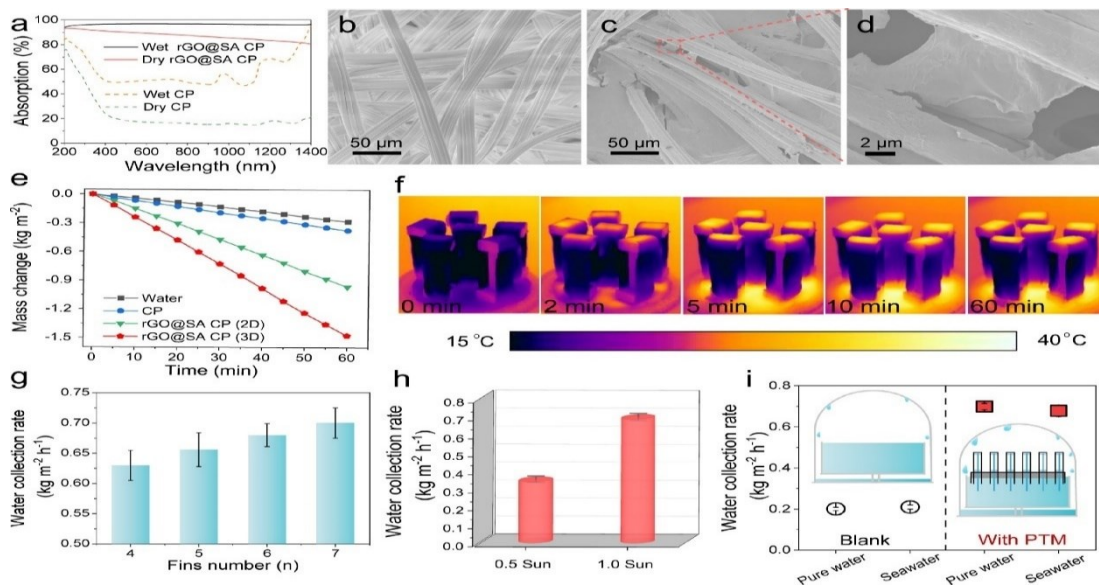 a
Absorption (%)
100
80
60
40
20
0
Wet rGO@SA CP
Dry rGO@SA CP
Wet CP
Dry CP
200 400 600 800 1000 1200 1400
Wavelength (nm)
b
50 µm
c
50 µm
d
2 µm
e
Mass change (kg m⁻²)
0.0
-0.3
-0.6
-0.9
-1.2
-1.5
Water
CP
rGO@SA CP (2D)
rGO@SA CP (3D)
0 10 20 30 40 50 60
Time (min)
f
0 min
2 min
5 min
10 min
60 min
15 °C
40 °C
g
Water collection rate
(kg m⁻² h⁻¹)
0.75
0.70
0.65
0.60
0.55
0.50
4 5 6 7
Fins number (n)
h
Water collection rate
(kg m⁻² h⁻¹)
0.8
0.7
0.6
0.5
0.4
0.3
0.2
0.1
0.0
0.5 Sun 1.0 Sun
i
Water collection rate
(kg m⁻² h⁻¹)
0.8
0.6
0.4
0.2
0.0
Blank
With PTM
Pure water
Seawater
Pure water
Seawater